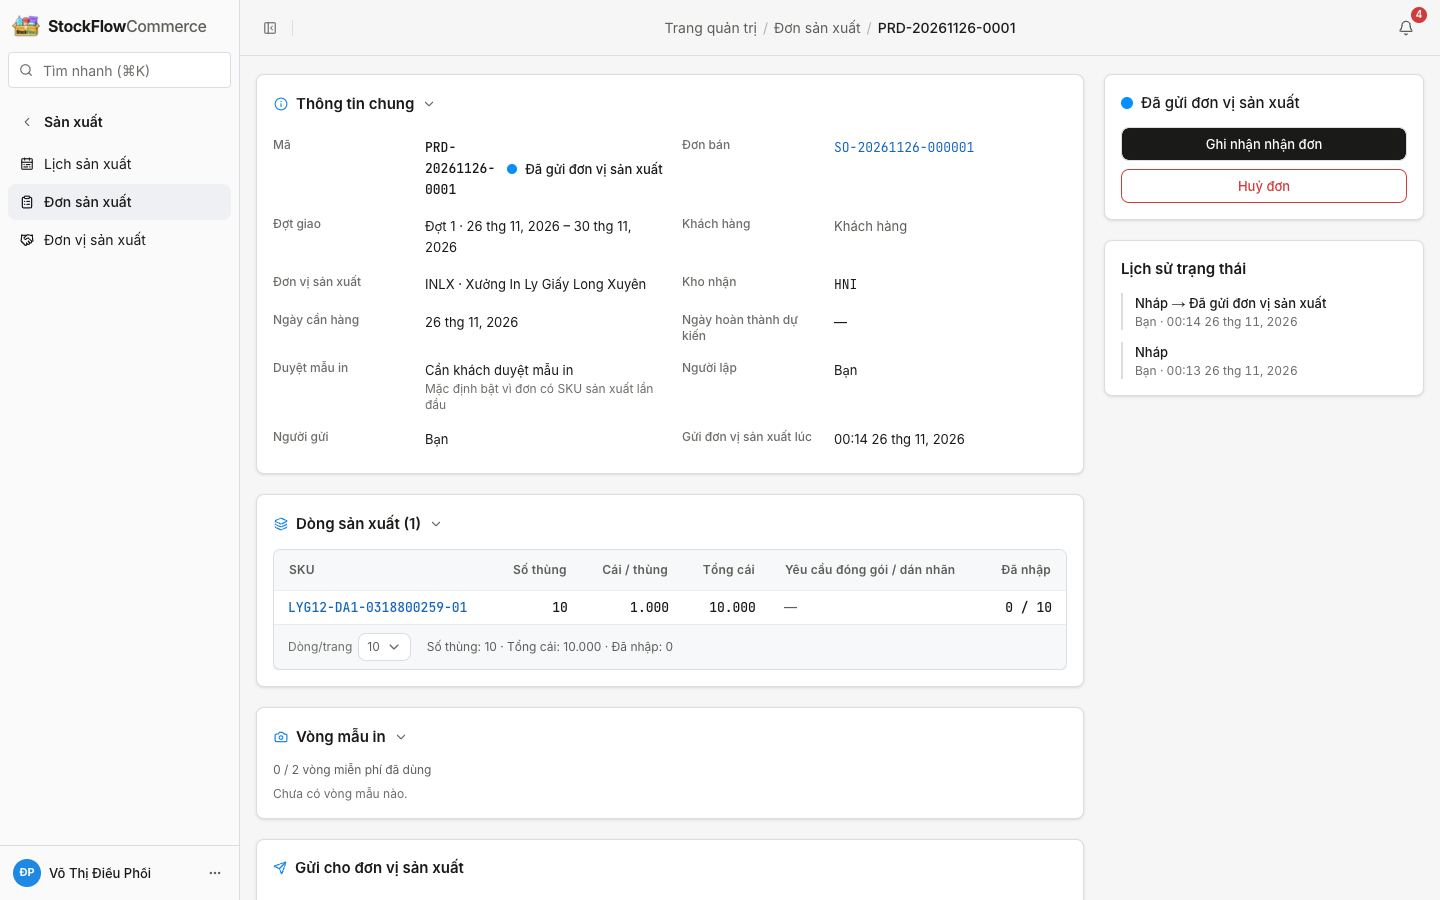 StockFlowCommerce
Tìm nhanh (⌘K)
Sản xuất
Lịch sản xuất
Đơn sản xuất
Đơn vị sản xuất
ĐP
Võ Thị Điều Phối
Trang quản trị / Đơn sản xuất / PRD-20261126-0001
4
Thông tin chung
Mã
PRD-
20261126-
0001
Đã gửi đơn vị sản xuất
Đơn bán
SO-20261126-000001
Đợt giao
Đợt 1 · 26 thg 11, 2026 – 30 thg 11,
2026
Khách hàng
Khách hàng
Đơn vị sản xuất
INLX · Xưởng In Ly Giấy Long Xuyên
Kho nhận
HNI
Ngày cần hàng
26 thg 11, 2026
Ngày hoàn thành dự
kiến
—
Duyệt mẫu in
Cần khách duyệt mẫu in
Mặc định bật vì đơn có SKU sản xuất lần
đầu
Người lập
Bạn
Người gửi
Bạn
Gửi đơn vị sản xuất lúc
00:14 26 thg 11, 2026
Dòng sản xuất (1)
SKU Số thùng Cái / thùng Tổng cái Yêu cầu đóng gói / dán nhãn Đã nhập
LYG12-DA1-0318800259-01 10 1.000 10.000 — 0 / 10
Dòng/trang 10 Số thùng: 10 · Tổng cái: 10.000 · Đã nhập: 0
Vòng mẫu in
0 / 2 vòng miễn phí đã dùng
Chưa có vòng mẫu nào.
Gửi cho đơn vị sản xuất
Đã gửi đơn vị sản xuất
Ghi nhận nhận đơn
Huỷ đơn
Lịch sử trạng thái
Nháp → Đã gửi đơn vị sản xuất
Bạn · 00:14 26 thg 11, 2026
Nháp
Bạn · 00:13 26 thg 11, 2026